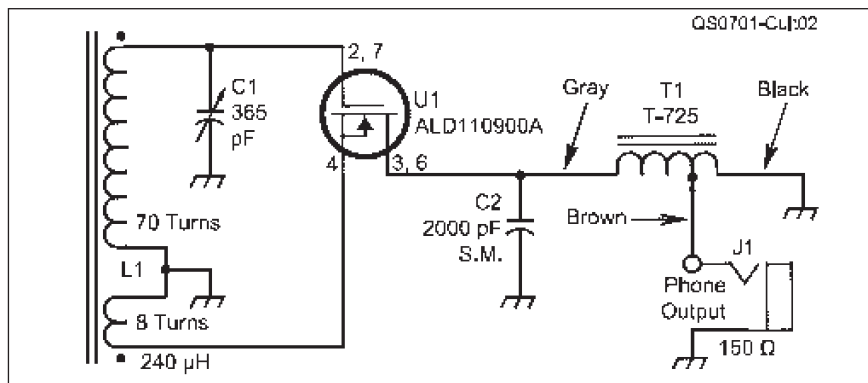 QS0701-Cul:02
2, 7
C1
365
pF
U1
ALD110900A
4
3, 6
Gray
T1
T-725
Black
C2
2000 pF
S.M.
Brown
70 Turns
L1
8 Turns
240 µH
J1
Phone
Output
150 Ω